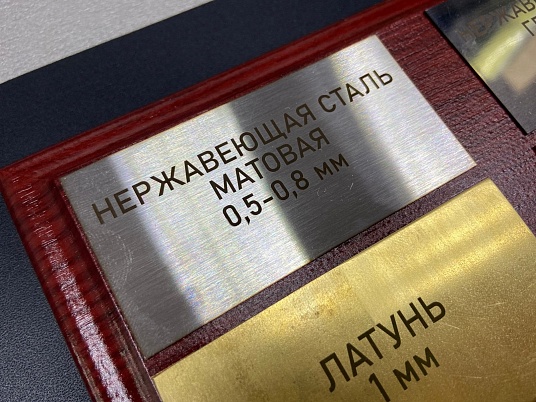 НЕРЖАВЕЮЩАЯ СТАЛЬ
МАТОВАЯ
0,5-0,8 мм
ЛАТУНЬ
1 мм